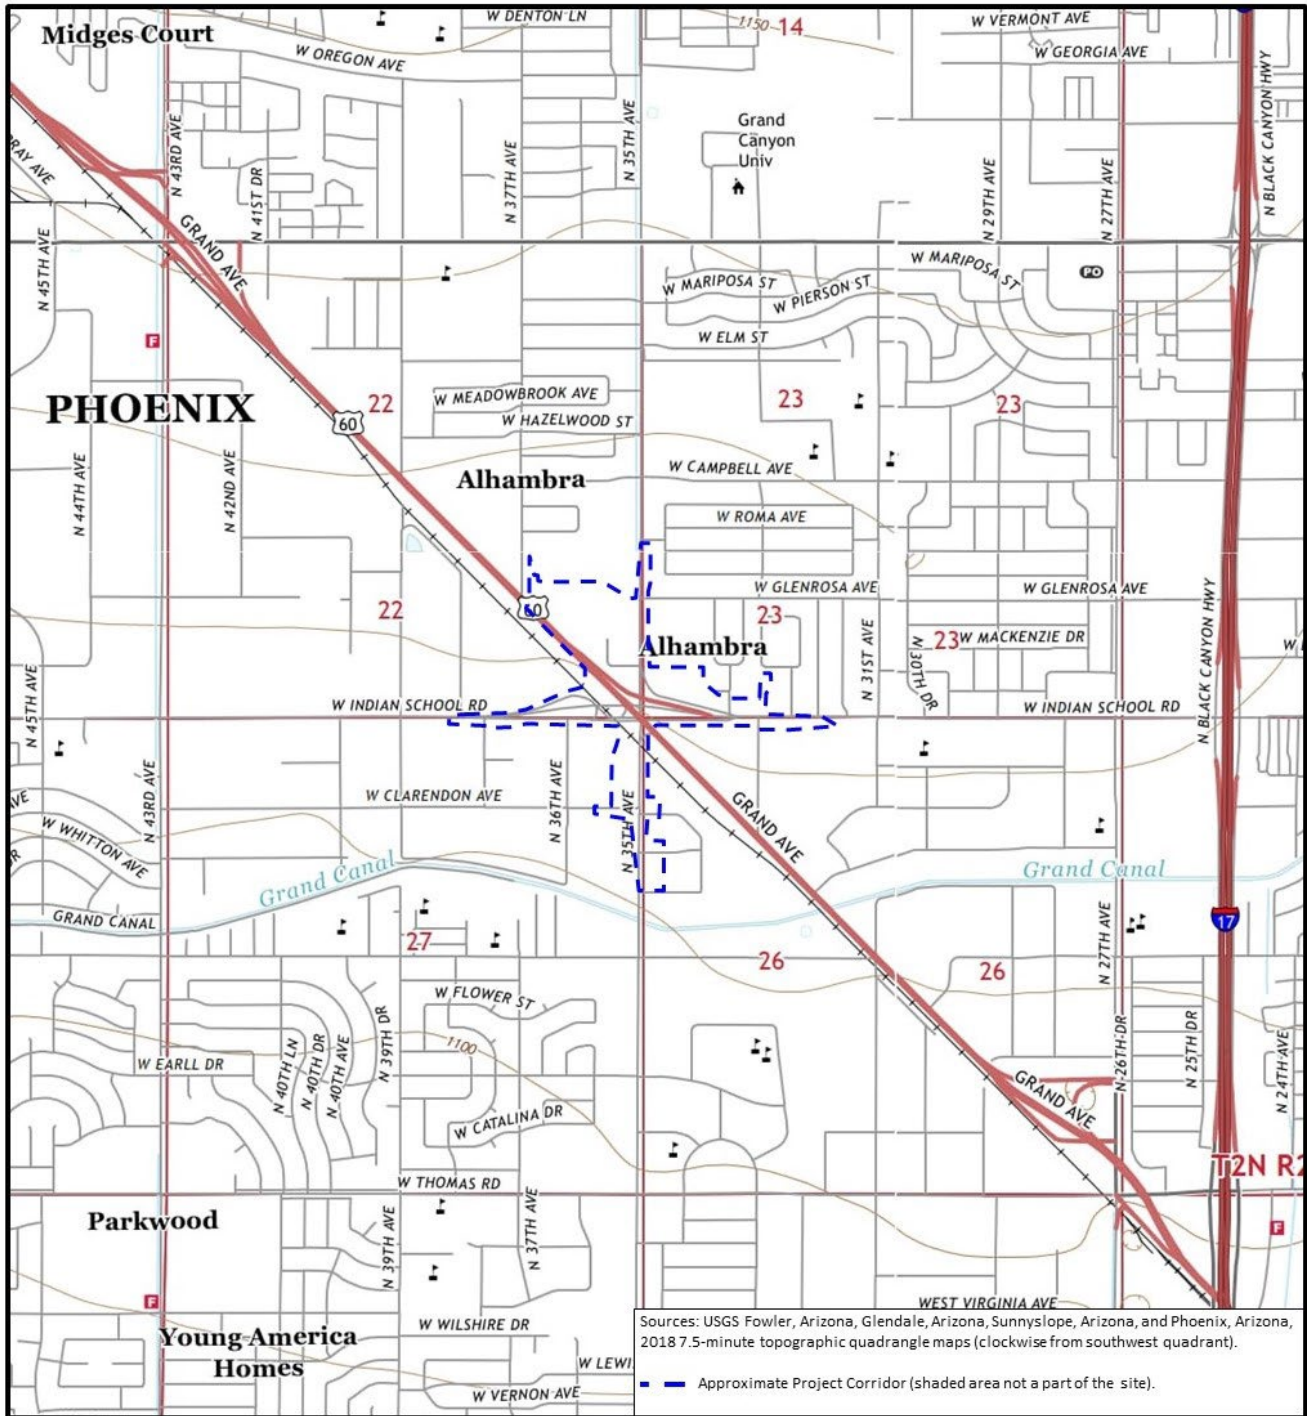 W DENTON LN
1150
14
W VERMONT AVE
Midges Court
W OREGON AVE
W GEORGIA AVE
N BLACK CANYON HWY
N 43RD AVE
N 41ST DR
N 37TH AVE
N 35TH AVE
Grand
Canyon
Univ
N 29TH AVE
N 27TH AVE
RAY AVE
GRAND AVE
N 45TH AVE
W MARIPOSA ST
W PIERSON ST
W MARIPOSA ST
PO
F
W ELM ST
PHOENIX
22
60
W MEADOWBROOK AVE
W HAZELWOOD ST
23
23
N 44TH AVE
N 42ND AVE
Alhambra
W CAMPBELL AVE
W ROMA AVE
W GLENROSA AVE
W GLENROSA AVE
22
60
23
Alhambra
N 31ST AVE
N 30TH DR
23
W MACKENZIE DR
N BLACK CANYON HWY
W
N 45TH AVE
W INDIAN SCHOOL RD
W INDIAN SCHOOL RD
N 43RD AVE
W CLARENDON AVE
N 36TH AVE
N 35TH AVE
GRAND AVE
AVE
W WHITTON AVE
R
Grand Canal
Grand Canal
GRAND CANAL
27
26
26
N 27TH AVE
17
W FLOWER ST
1100
W EARLL DR
N 40TH LN
N 40TH DR
N 40TH AVE
N 39TH DR
W CATALINA DR
GRAND AVE
N 26TH DR
N 25TH DR
N 24TH AVE
T2N R2
W THOMAS RD
Parkwood
N 39TH AVE
N 37TH AVE
F
F
WEST VIRGINIA AVE
Young America
Homes
W WILSHIRE DR
W LEWI
W VERNON AVE
Sources: USGS Fowler, Arizona, Glendale, Arizona, Sunnyslope, Arizona, and Phoenix, Arizona,
2018 7.5-minute topographic quadrangle maps (clockwise from southwest quadrant).
Approximate Project Corridor (shaded area not a part of the site).